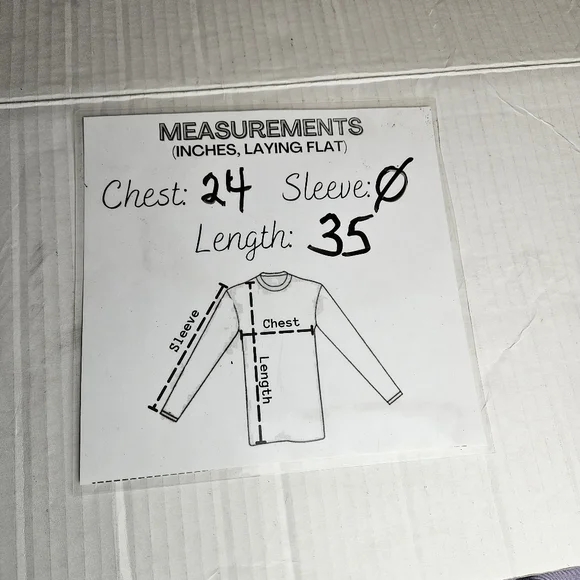 MEASUREMENTS
(INCHES, LAYING FLAT)
Chest: 24 Sleeve: Ø
Length: 35
Sleeve
Chest
Length